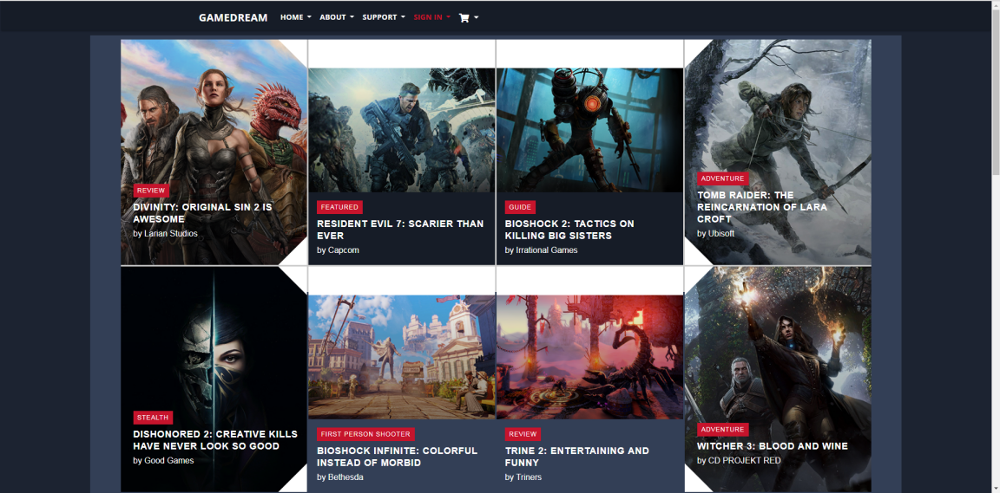 GAMEDREAM HOME ABOUT SUPPORT SIGN IN
REVIEW
DIVINITY: ORIGINAL SIN 2 IS
AWESOME
by Larian Studios
FEATURED
RESIDENT EVIL 7: SCARIER THAN
EVER
by Capcom
GUIDE
BIOSHOCK 2: TACTICS ON
KILLING BIG SISTERS
by Irrational Games
ADVENTURE
TOMB RAIDER: THE
REINCARNATION OF LARA
CROFT
by Ubisoft
STEALTH
DISHONORED 2: CREATIVE KILLS
HAVE NEVER LOOK SO GOOD
by Good Games
FIRST PERSON SHOOTER
BIOSHOCK INFINITE: COLORFUL
INSTEAD OF MORBID
by Bethesda
REVIEW
TRINE 2: ENTERTAINING AND
FUNNY
by Triners
ADVENTURE
WITCHER 3: BLOOD AND WINE
by CD PROJEKT RED